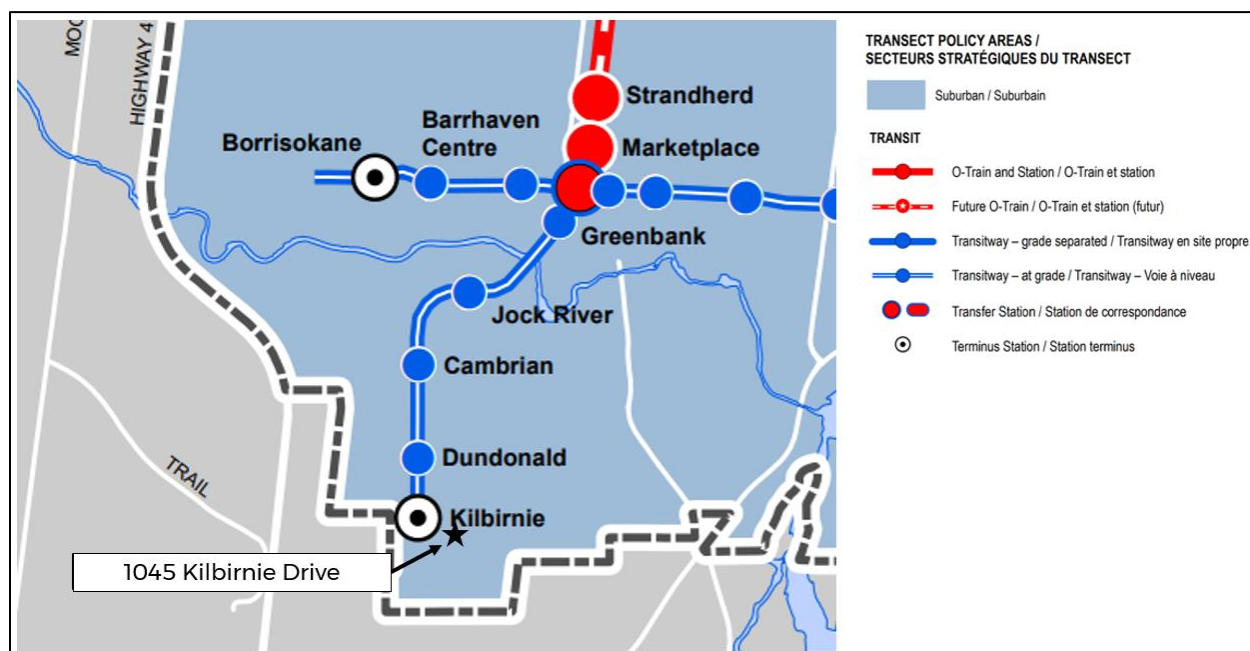 MOO
HIGHWAY 4
Strandherd
Barrhaven
Centre
Borrisokane
Marketplace
Greenbank
Jock River
Cambrian
Dundonald
TRAIL
Kilbirnie
1045 Kilbirnie Drive
TRANSECT POLICY AREAS /
SECTEURS STRATÉGIQUES DU TRANSECT
Suburban / Suburbain
TRANSIT
O-Train and Station / O-Train et station
Future O-Train / O-Train et station (futur)
Transitway – grade separated / Transitway en site propre
Transitway – at grade / Transitway – Voie à niveau
Transfer Station / Station de correspondance
Terminus Station / Station terminus